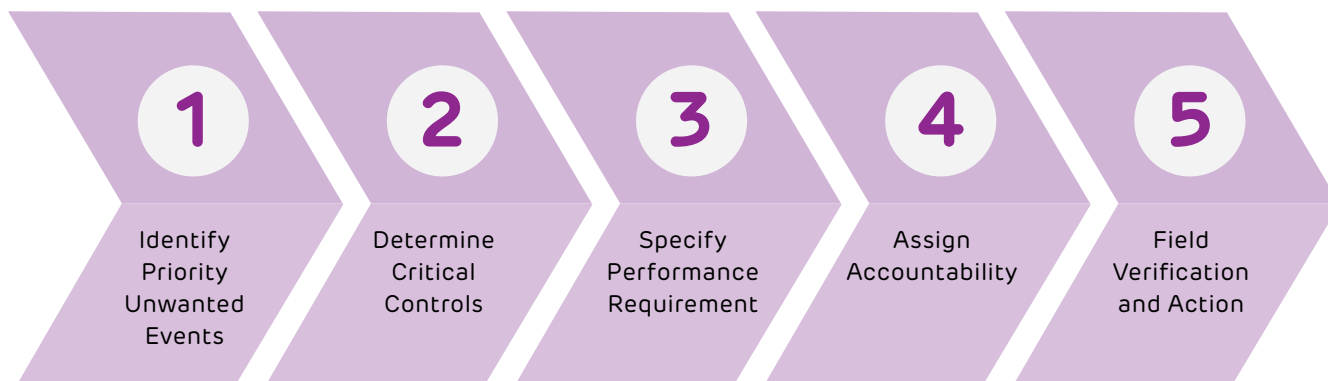 1
Identify
Priority
Unwanted
Events
2
Determine
Critical
Controls
3
Specify
Performance
Requirement
4
Assign
Accountability
5
Field
Verification
and Action